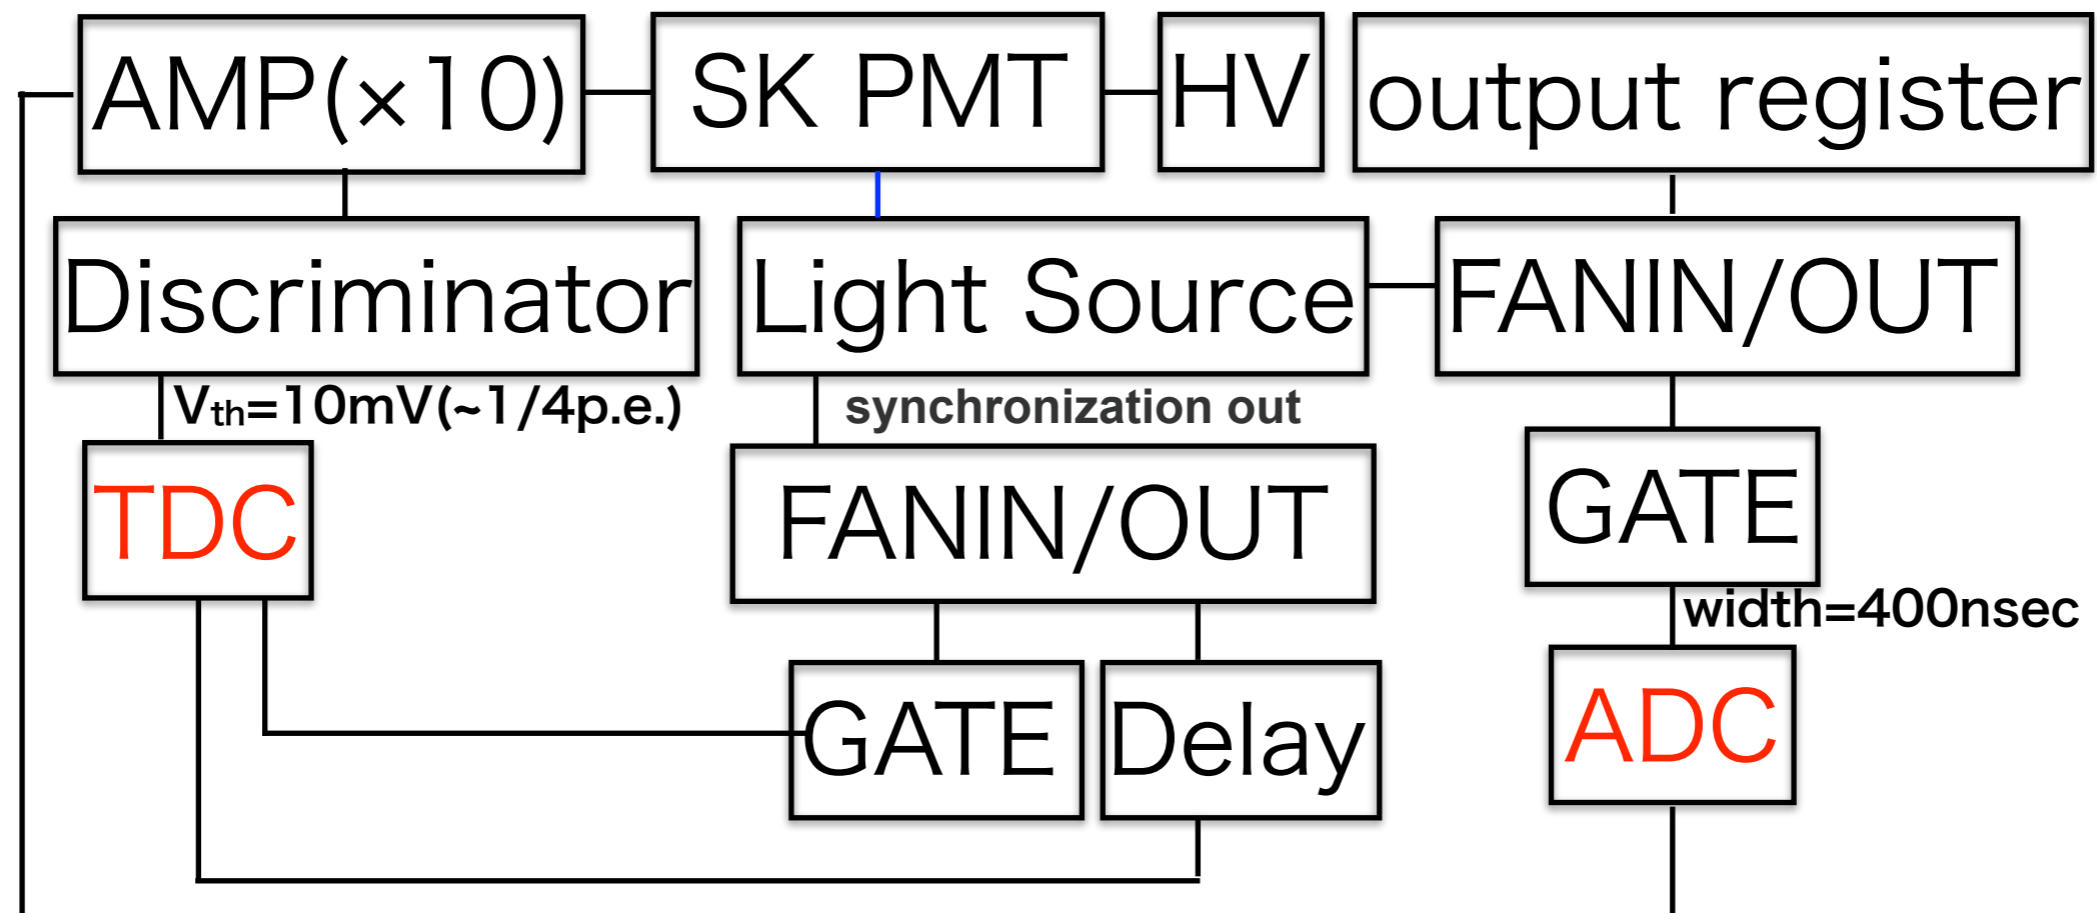 AMP(×10)
SK PMT
HV
output register
Discriminator
Light Source
FANIN/OUT
Vth=10mV(~1/4p.e.)
synchronization out
TDC
FANIN/OUT
GATE
width=400nsec
GATE
Delay
ADC